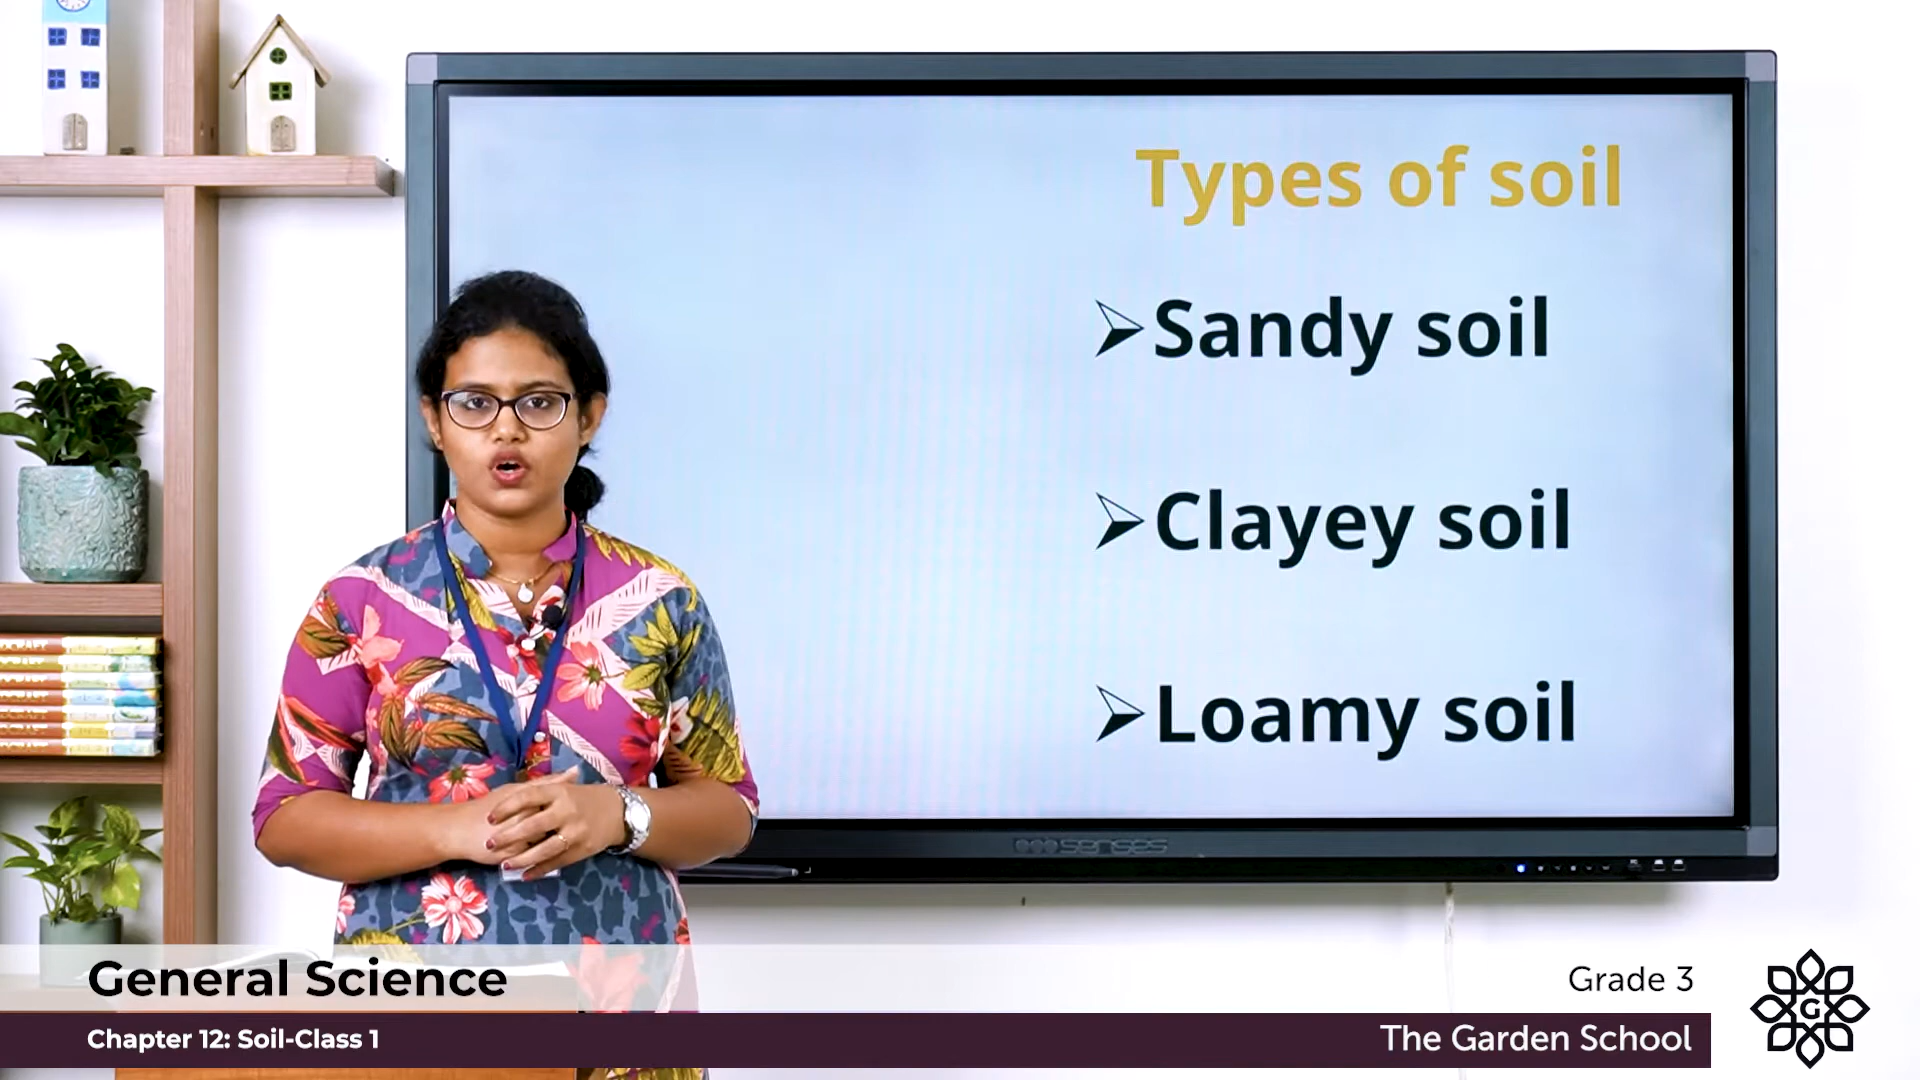 Types of soil
Sandy soil
Clayey soil
Loamy soil
senses
General Science
Grade 3
Chapter 12: Soil-Class 1
The Garden School
G